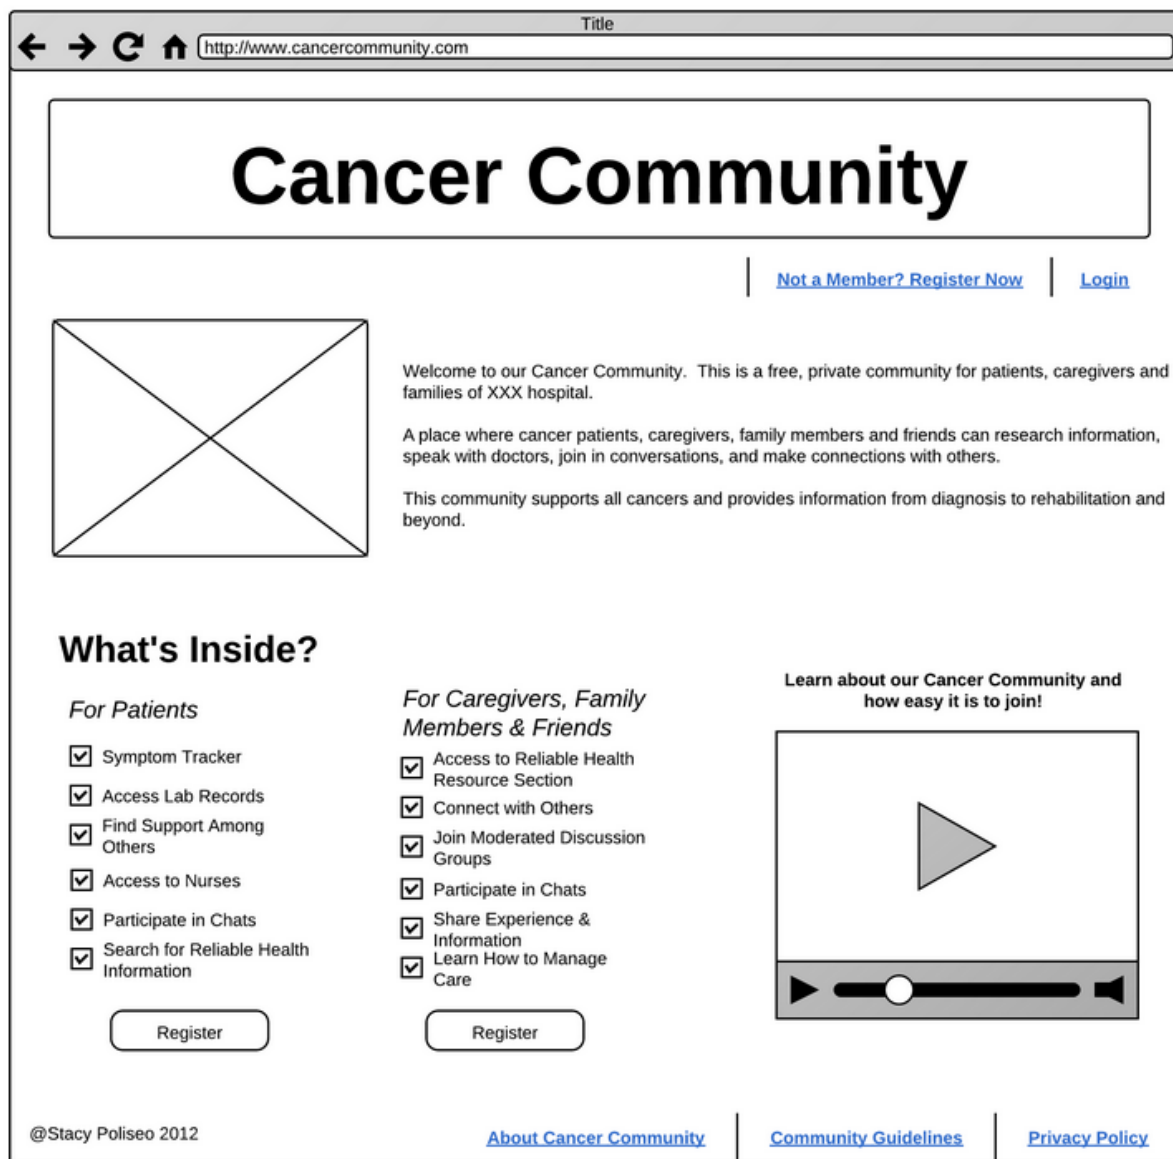 Title
http://www.cancercommunity.com
Cancer Community
Not a Member? Register Now
Login
Welcome to our Cancer Community.  This is a free, private community for patients, caregivers and
families of XXX hospital.
A place where cancer patients, caregivers, family members and friends can research information,
speak with doctors, join in conversations, and make connections with others.
This community supports all cancers and provides information from diagnosis to rehabilitation and
beyond.
What's Inside?
For Patients
Symptom Tracker
Access Lab Records
Find Support Among
Others
Access to Nurses
Participate in Chats
Search for Reliable Health
Information
Register
For Caregivers, Family
Members & Friends
Access to Reliable Health
Resource Section
Connect with Others
Join Moderated Discussion
Groups
Participate in Chats
Share Experience &
Information
Learn How to Manage
Care
Register
Learn about our Cancer Community and
how easy it is to join!
@Stacy Poliseo 2012
About Cancer Community
Community Guidelines
Privacy Policy